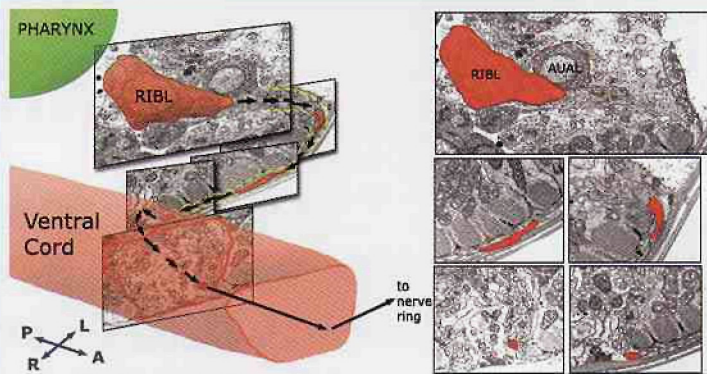 PHARYNX
RIBL
Ventral
Cord
to
nerve
ring
P
L
R
A
RIBL
AUAL